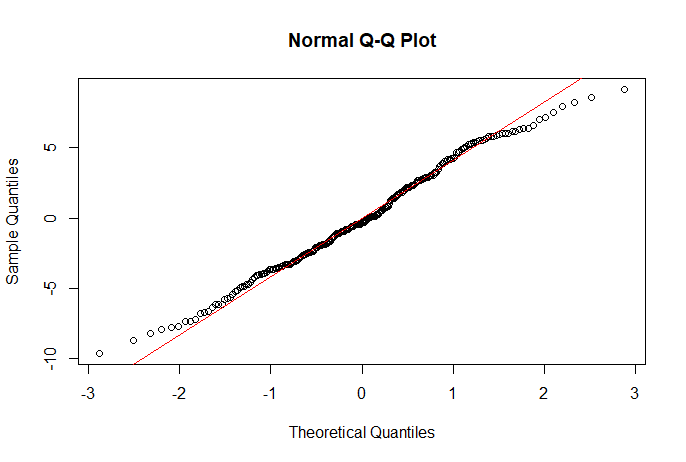 Normal Q-Q Plot
Sample Quantiles
5
0
-5
-10
-3 -2 -1 0 1 2 3
Theoretical Quantiles